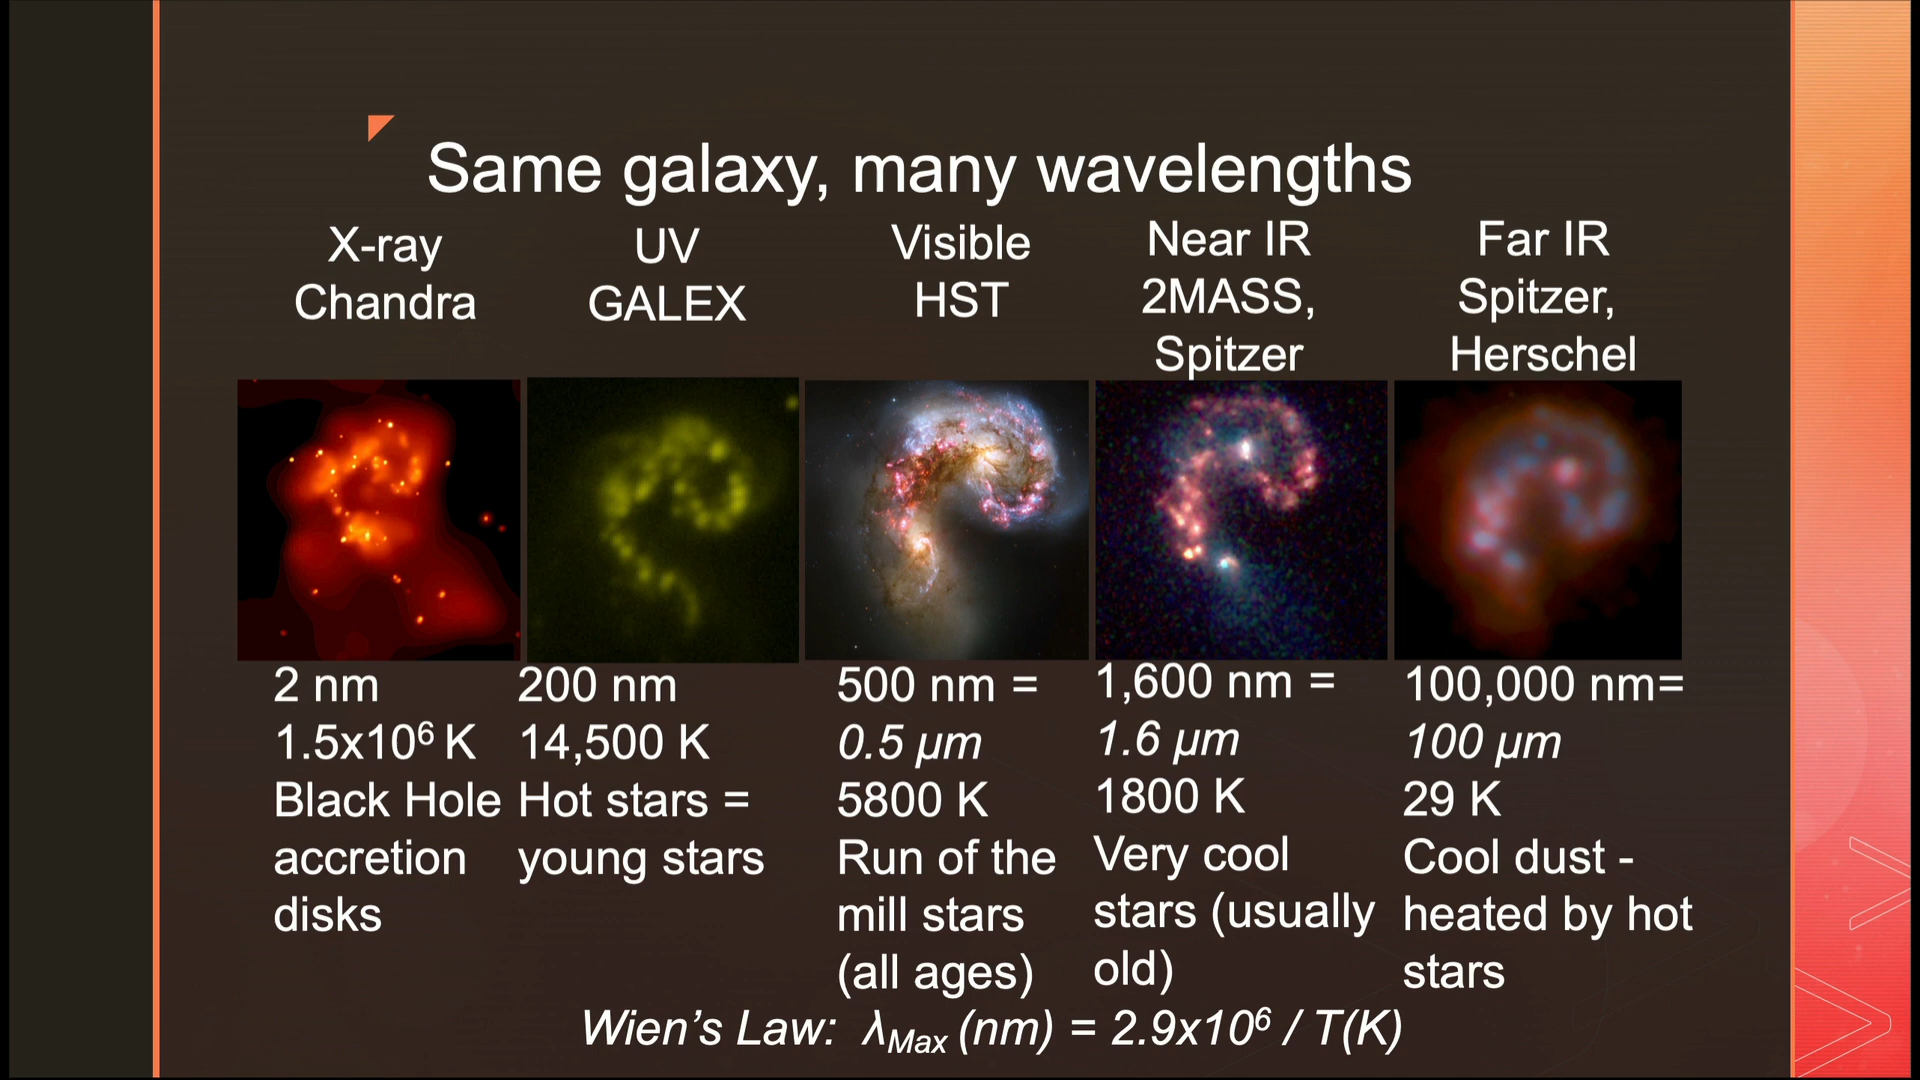 Same galaxy, many wavelengths
X-ray
Chandra
UV
GALEX
Visible
HST
Near IR
2MASS,
Spitzer
Far IR
Spitzer,
Herschel
2 nm
1.5x10⁶ K
Black Hole
accretion
disks
200 nm
14,500 K
Hot stars =
young stars
500 nm =
0.5 µm
5800 K
Run of the
mill stars
(all ages)
1,600 nm =
1.6 µm
1800 K
Very cool
stars (usually
old)
100,000 nm=
100 µm
29 K
Cool dust -
heated by hot
stars
Wien’s Law: λMax (nm) = 2.9x10⁶ / T(K)